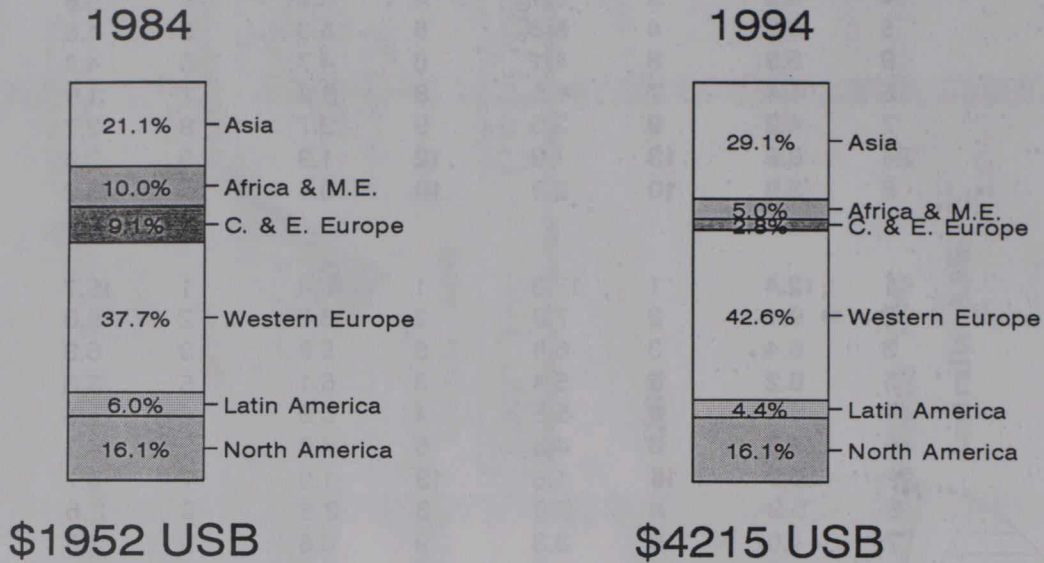 1984
21.1% Asia
10.0% Africa & M.E.
9.1% C. & E. Europe
37.7% Western Europe
6.0% Latin America
16.1% North America
$1952 USB
1994
29.1% Asia
5.0% Africa & M.E.
2.8% C. & E. Europe
42.6% Western Europe
4.4% Latin America
16.1% North America
$4215 USB